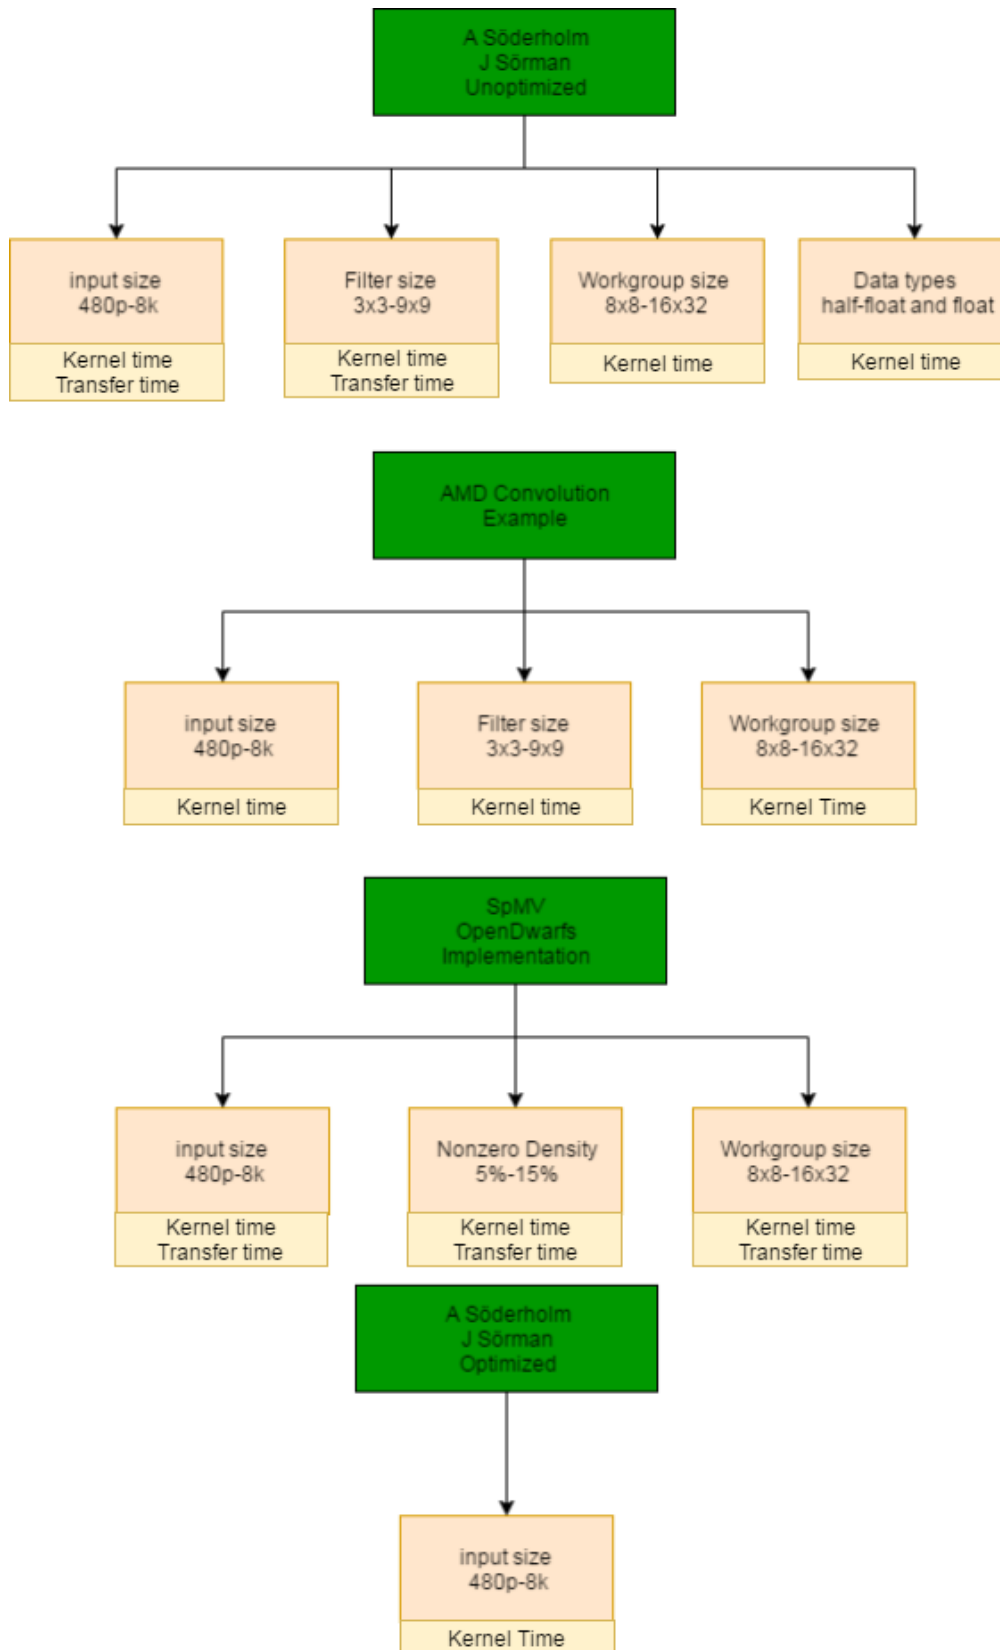 A Söderholm
J Sörman
Unoptimized
input size
480p-8k
Kernel time
Transfer time
Filter size
3x3-9x9
Kernel time
Transfer time
Workgroup size
8x8-16x32
Kernel time
Data types
half-float and float
Kernel time
AMD Convolution
Example
input size
480p-8k
Kernel time
Filter size
3x3-9x9
Kernel time
Workgroup size
8x8-16x32
Kernel Time
SpMV
OpenDwarfs
Implementation
input size
480p-8k
Kernel time
Transfer time
Nonzero Density
5%-15%
Kernel time
Transfer time
Workgroup size
8x8-16x32
Kernel time
Transfer time
A Söderholm
J Sörman
Optimized
input size
480p-8k
Kernel Time